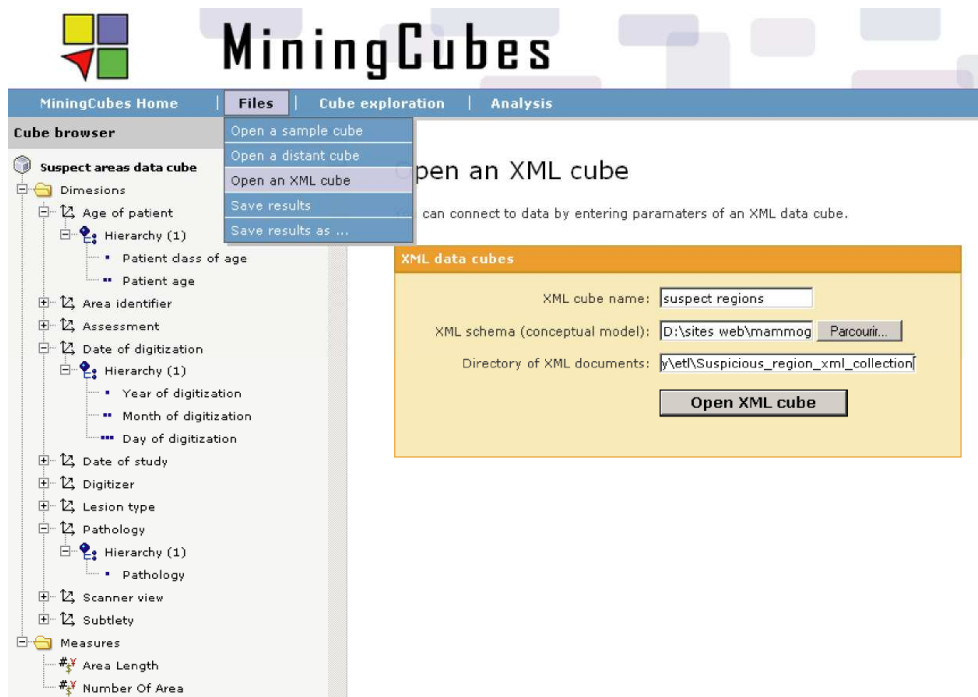 MiningCubes
MiningCubes Home | Files | Cube exploration | Analysis
Cube browser
Open a sample cube
Open a distant cube
Open an XML cube
Save results
Save results as ...
Suspect areas data cube
Dimesions
Age of patient
Hierarchy (1)
Patient class of age
Patient age
Area identifier
Assessment
Date of digitization
Hierarchy (1)
Year of digitization
Month of digitization
Day of digitization
Date of study
Digitizer
Lesion type
Pathology
Hierarchy (1)
Pathology
Scanner view
Subtlety
Measures
Area Length
Number Of Area
pen an XML cube
can connect to data by entering paramaters of an XML data cube.
XML data cubes
XML cube name: suspect regions
XML schema (conceptual model): D:\sites web\mammog Parcourir...
Directory of XML documents: y\etl\Suspicious_region_xml_collection
Open XML cube